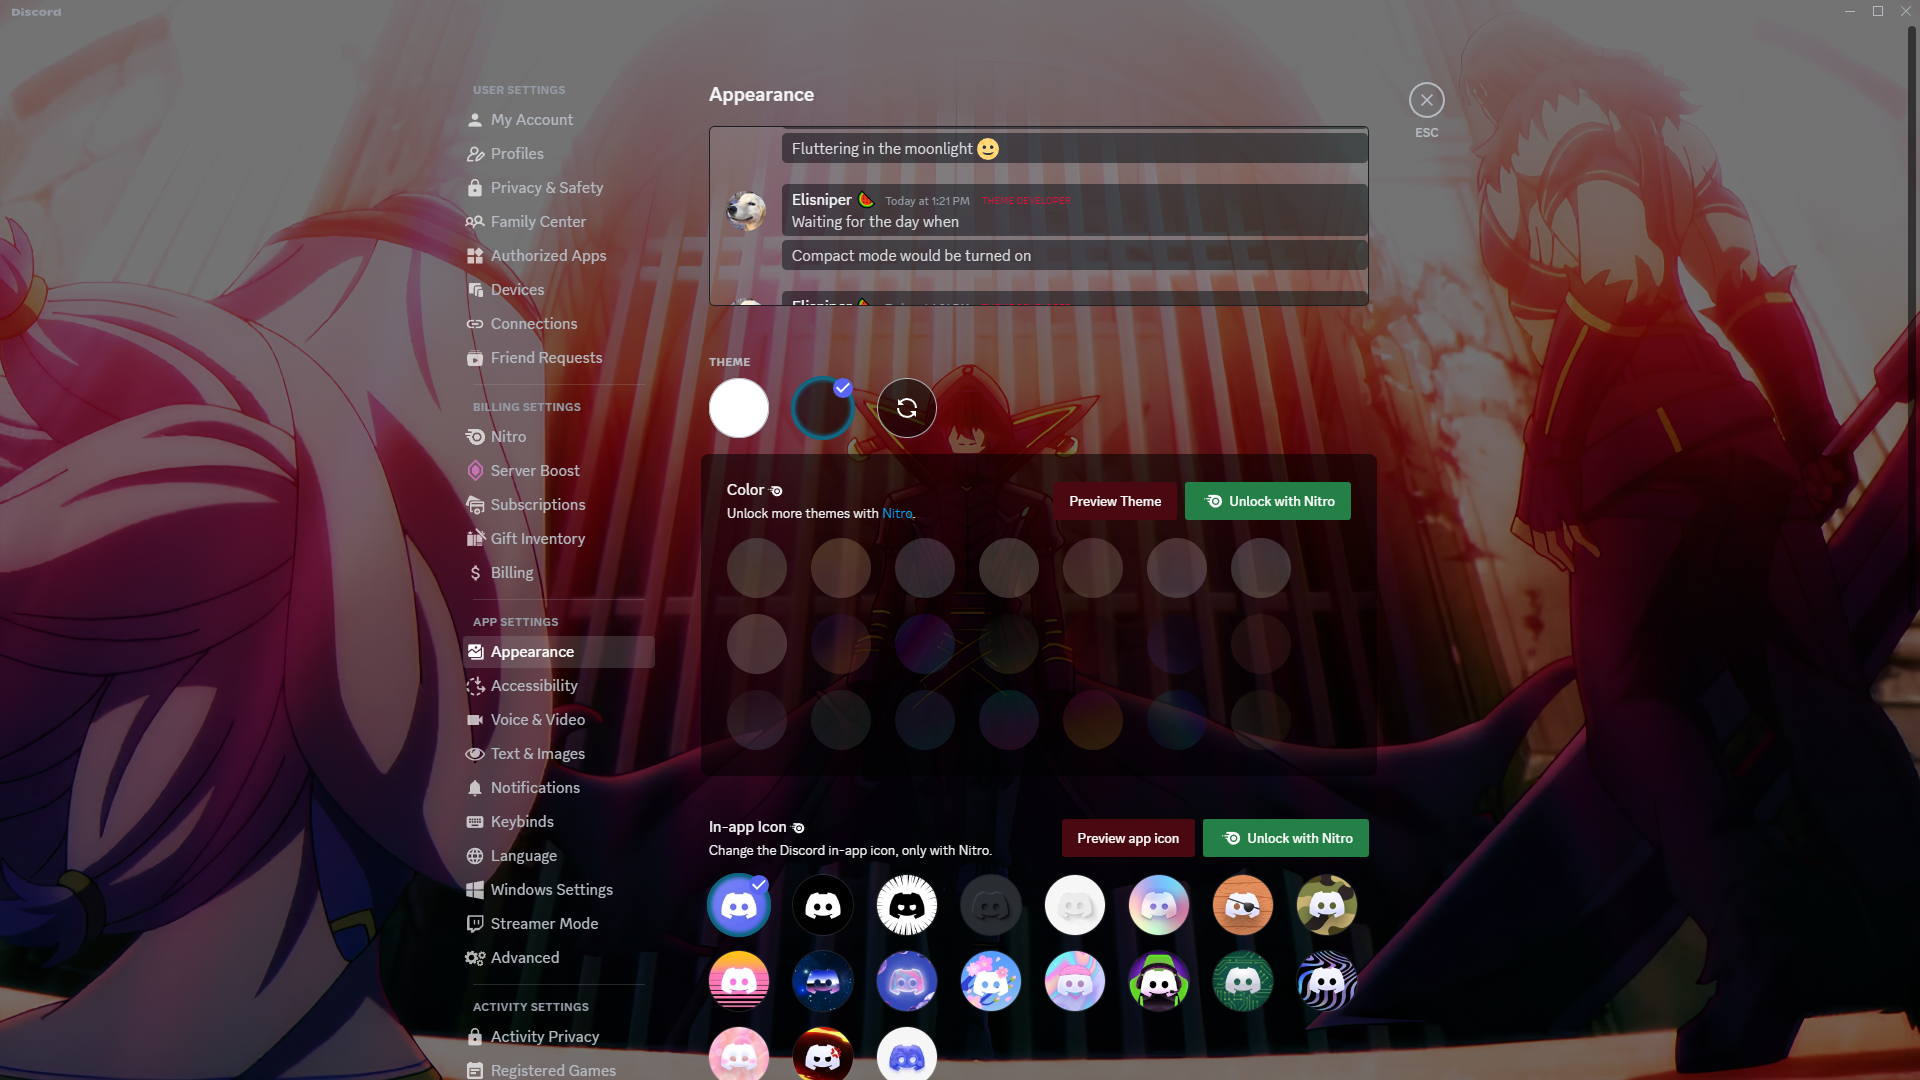 Discord
USER SETTINGS
My Account
Profiles
Privacy & Safety
Family Center
Authorized Apps
Devices
Connections
Friend Requests
BILLING SETTINGS
Nitro
Server Boost
Subscriptions
Gift Inventory
Billing
APP SETTINGS
Appearance
Accessibility
Voice & Video
Text & Images
Notifications
Keybinds
Language
Windows Settings
Streamer Mode
Advanced
ACTIVITY SETTINGS
Activity Privacy
Registered Games
Appearance
ESC
Fluttering in the moonlight
Elisniper Today at 1:21 PM THEME DEVELOPER
Waiting for the day when
Compact mode would be turned on
Elisniper
THEME
Color
Unlock more themes with Nitro.
Preview Theme
Unlock with Nitro
In-app Icon
Change the Discord in-app icon, only with Nitro.
Preview app icon
Unlock with Nitro